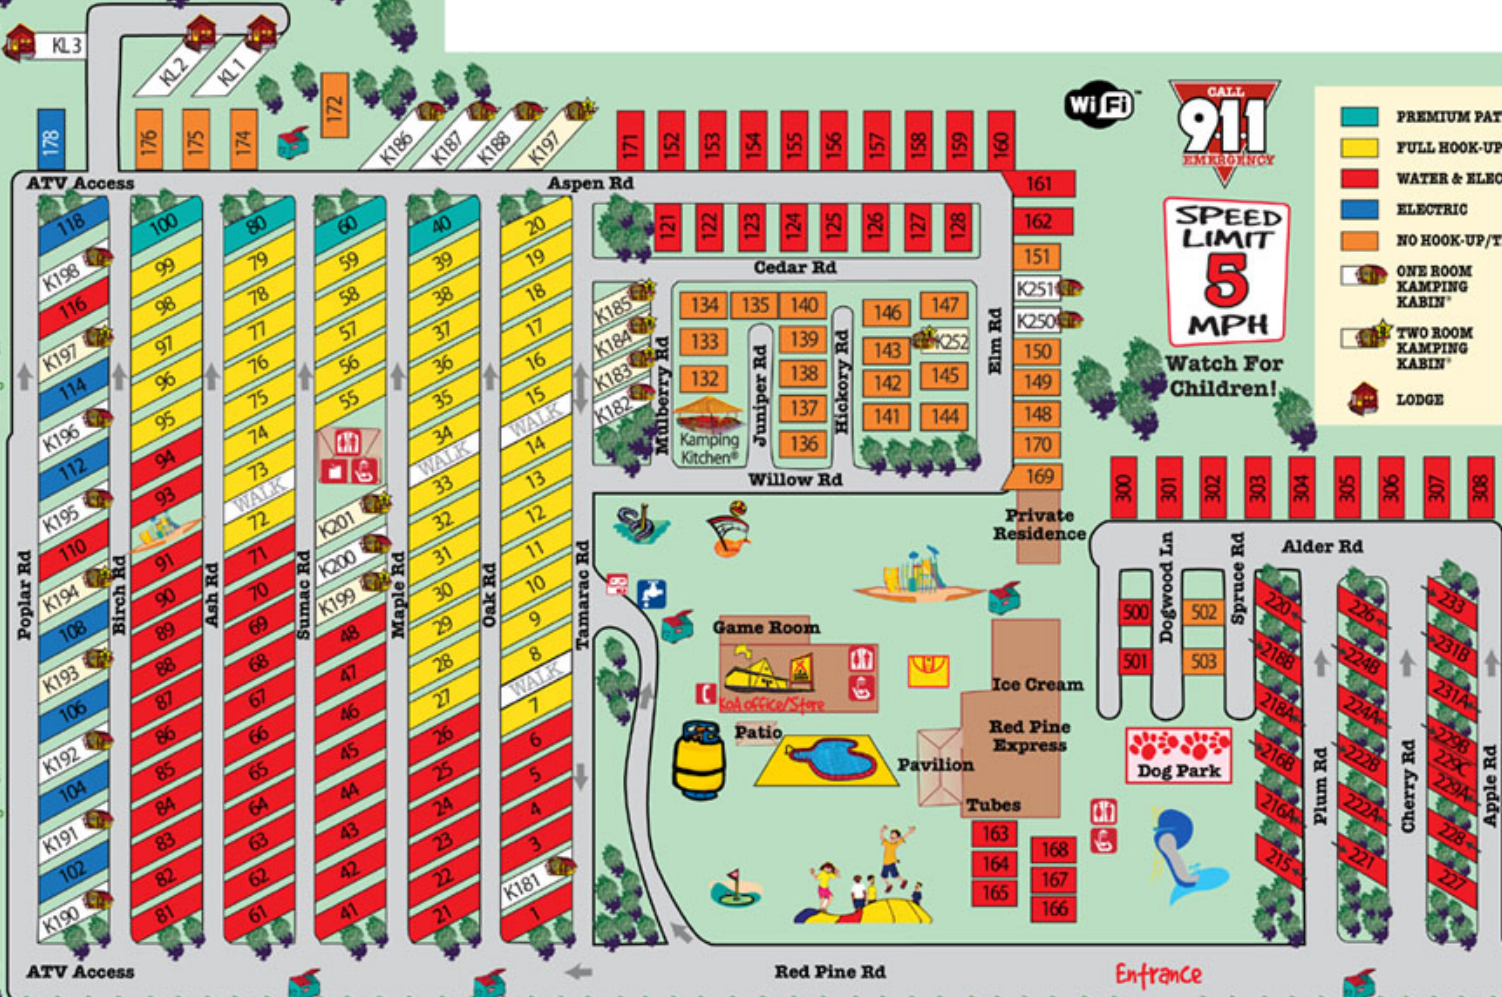 KL3
KL2
KL1
178
176
175
174
172
K186
K187
K188
K197
171
152
153
154
155
156
157
158
159
160
WiFi
™
CALL
911
EMERGENCY
SPEED
LIMIT
5
MPH
Watch For
Children!
PREMIUM PAT
FULL HOOK-UP
WATER & ELEC
ELECTRIC
NO HOOK-UP/T
ONE ROOM
KAMPING
KABIN®
TWO ROOM
KAMPING
KABIN®
LODGE
ATV Access
Aspen Rd
161
162
151
K251
K250
150
149
148
170
169
118
K198
116
K197
114
K196
112
K195
110
K194
108
K193
106
K192
104
K191
102
K190
100
99
98
97
96
95
94
93
91
90
89
88
87
86
85
84
83
82
81
80
79
78
77
76
75
74
73
WALK
72
71
70
69
68
67
66
65
64
63
62
61
60
59
58
57
56
55
K201
K200
K199
48
47
46
45
44
43
42
41
40
39
38
37
36
35
34
WALK
33
32
31
30
29
28
27
26
25
24
23
22
21
20
19
18
17
16
15
WALK
14
13
12
11
10
9
8
WALK
7
6
5
4
3
K181
1
Poplar Rd
Birch Rd
Ash Rd
Sumac Rd
Maple Rd
Oak Rd
Tamarac Rd
121
122
123
124
125
126
127
128
Cedar Rd
K185
K184
K183
K182
Mulberry Rd
134
135
140
133
139
132
138
137
136
Kamping
Kitchen®
Juniper Rd
Hickory Rd
146
147
143
K252
142
145
141
144
Elm Rd
Willow Rd
Private
Residence
Game Room
KOA office/Store
Patio
Ice Cream
Red Pine
Express
Pavilion
Tubes
163
164
165
168
167
166
300
301
302
303
304
305
306
307
308
Alder Rd
Dogwood Ln
Spruce Rd
500
501
502
503
Dog Park
220
218B
218A
216B
216A
215
Plum Rd
226
224B
224A
222B
222A
221
Cherry Rd
233
231B
231A
229B
229C
229A
228
227
Apple Rd
ATV Access
Red Pine Rd
Entrance